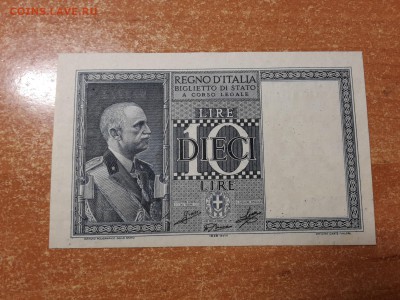 COINS.LAVE.RU
REGNO D'ITALIA
BIGLIETTO DI STATO
A CORSO LEGALE
LIRE
10
DIECI
LIRE